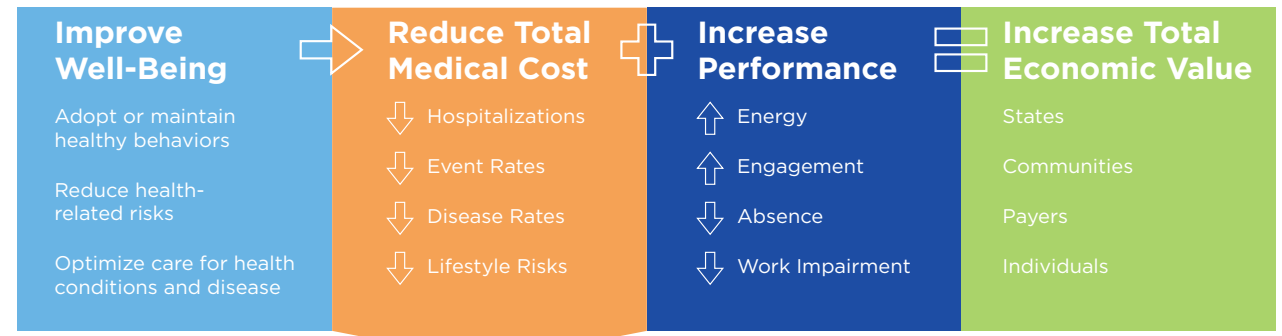 Improve
Well-Being
Adopt or maintain
healthy behaviors
Reduce health-
related risks
Optimize care for health
conditions and disease
Reduce Total
Medical Cost
Hospitalizations
Event Rates
Disease Rates
Lifestyle Risks
Increase
Performance
Energy
Engagement
Absence
Work Impairment
Increase Total
Economic Value
States
Communities
Payers
Individuals